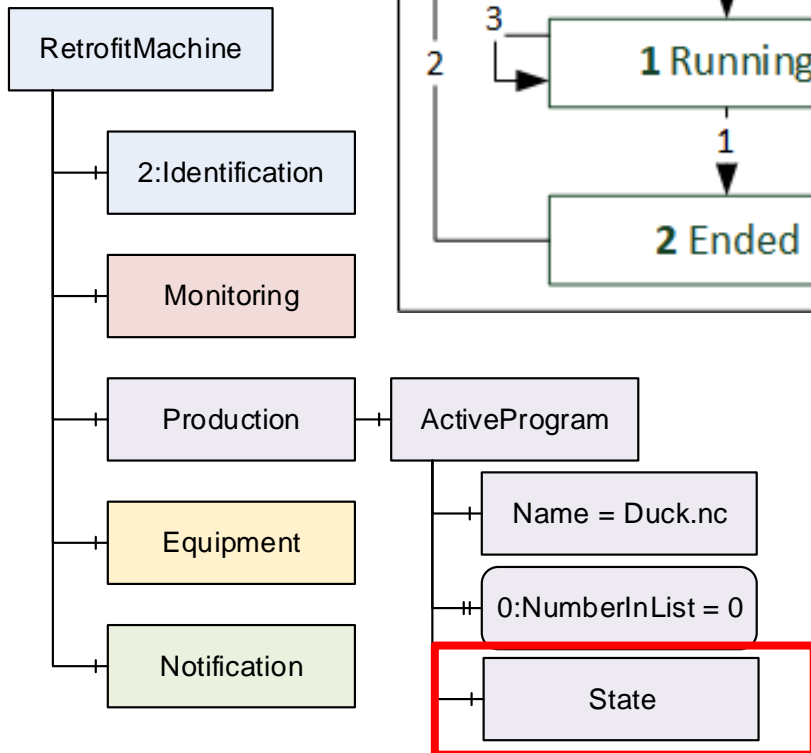 RetrofitMachine
3
2
1 Running
1
2 Ended
2:Identification
Monitoring
Production
ActiveProgram
Name = Duck.nc
Equipment
0:NumberInList = 0
Notification
State